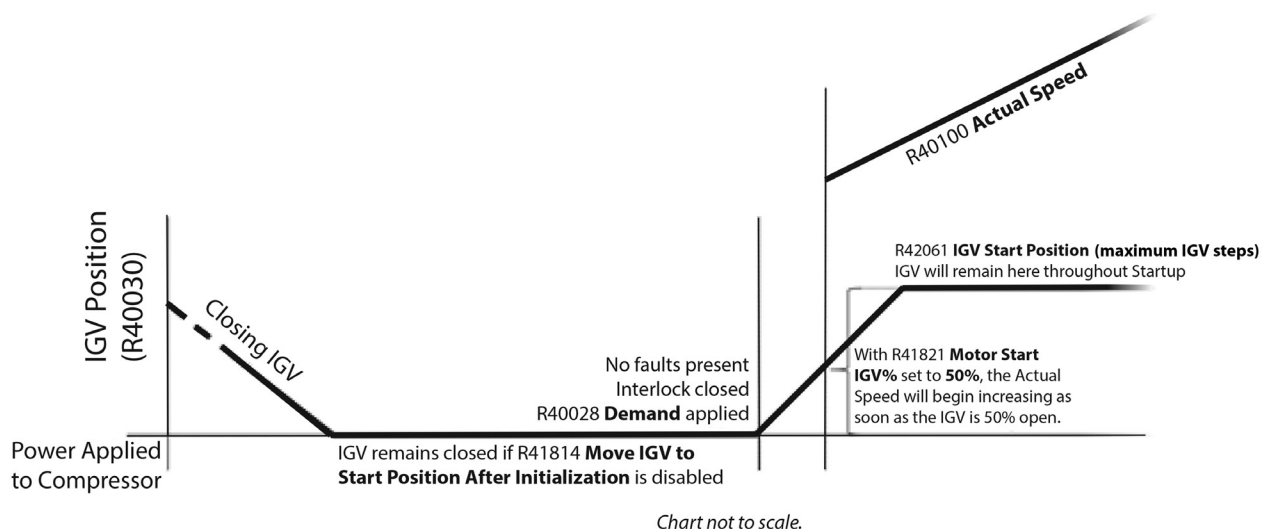 R40100 Actual Speed
IGV Position
(R40030)
Closing IGV
R42061 IGV Start Position (maximum IGV steps)
IGV will remain here throughout Startup
No faults present
Interlock closed
R40028 Demand applied
With R41821 Motor Start
IGV% set to 50%, the Actual
Speed will begin increasing as
soon as the IGV is 50% open.
Power Applied
to Compressor
IGV remains closed if R41814 Move IGV to
Start Position After Initialization is disabled
Chart not to scale.